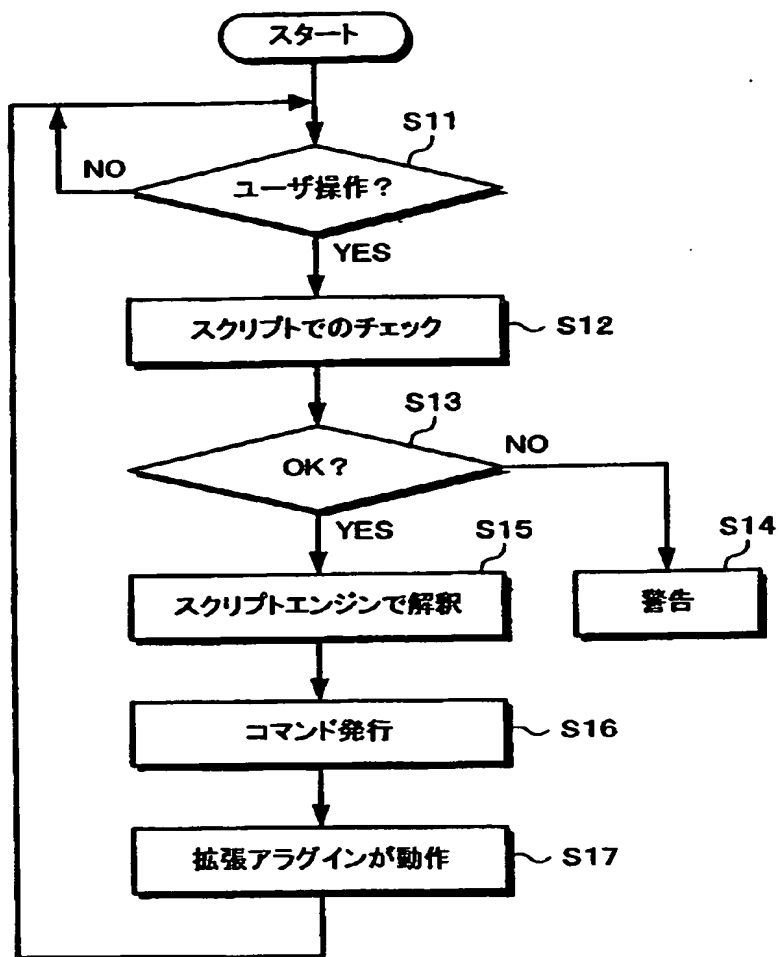 スタート
S11
NO
ユーザ操作?
YES
スクリプトでのチェック
S12
S13
OK?
NO
YES
S15
S14
スクリプトエンジンで解釈
警告
コマンド発行
S16
拡張アラグインが動作
S17